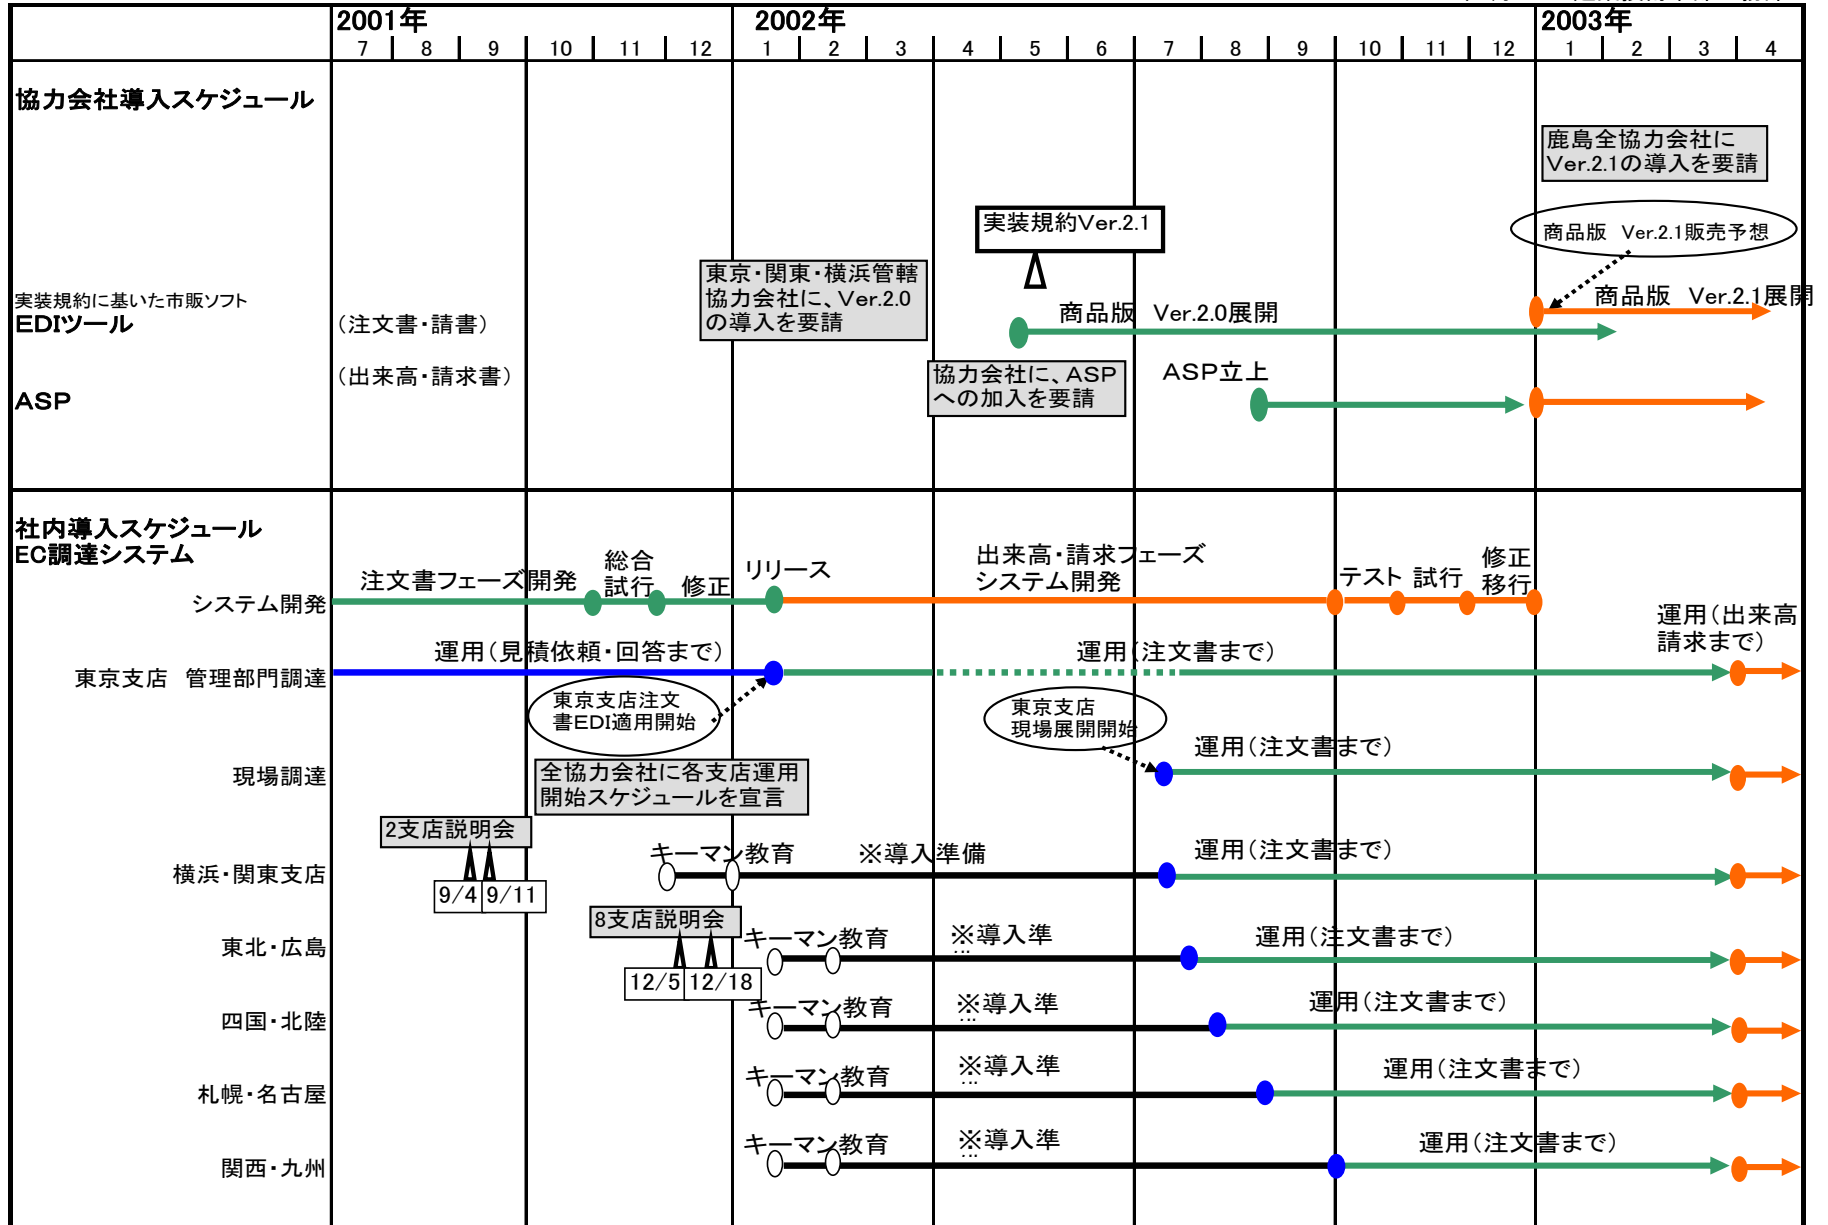 2001年
2002年
2003年
7 8 9 10 11 12 1 2 3 4 5 6 7 8 9 10 11 12 1 2 3 4
協力会社導入スケジュール
鹿島全協力会社に
Ver.2.1の導入を要請
実装規約Ver.2.1
商品版　Ver.2.1販売予想
東京・関東・横浜管轄
協力会社に、Ver.2.0
の導入を要請
実装規約に基いた市販ソフト
EDIツール
(注文書・請書)
商品版　Ver.2.0展開
商品版　Ver.2.1展開
(出来高・請求書)
ASP
協力会社に、ASP
への加入を要請
ASP立上
社内導入スケジュール
EC調達システム
システム開発
注文書フェーズ開発
総合
試行
修正
リリース
出来高・請求フェーズ
システム開発
テスト
試行
修正
移行
東京支店　管理部門調達
運用(見積依頼・回答まで)
運用(注文書まで)
運用(出来高
請求まで)
東京支店注文
書EDI適用開始
東京支店
現場展開開始
現場調達
全協力会社に各支店運用
開始スケジュールを宣言
運用(注文書まで)
2支店説明会
9/4
9/11
横浜・関東支店
キーマン教育
※導入準備
運用(注文書まで)
8支店説明会
12/5
12/18
東北・広島
キーマン教育
※導入準
運用(注文書まで)
四国・北陸
キーマン教育
※導入準
運用(注文書まで)
札幌・名古屋
キーマン教育
※導入準
運用(注文書まで)
関西・九州
キーマン教育
※導入準
運用(注文書まで)